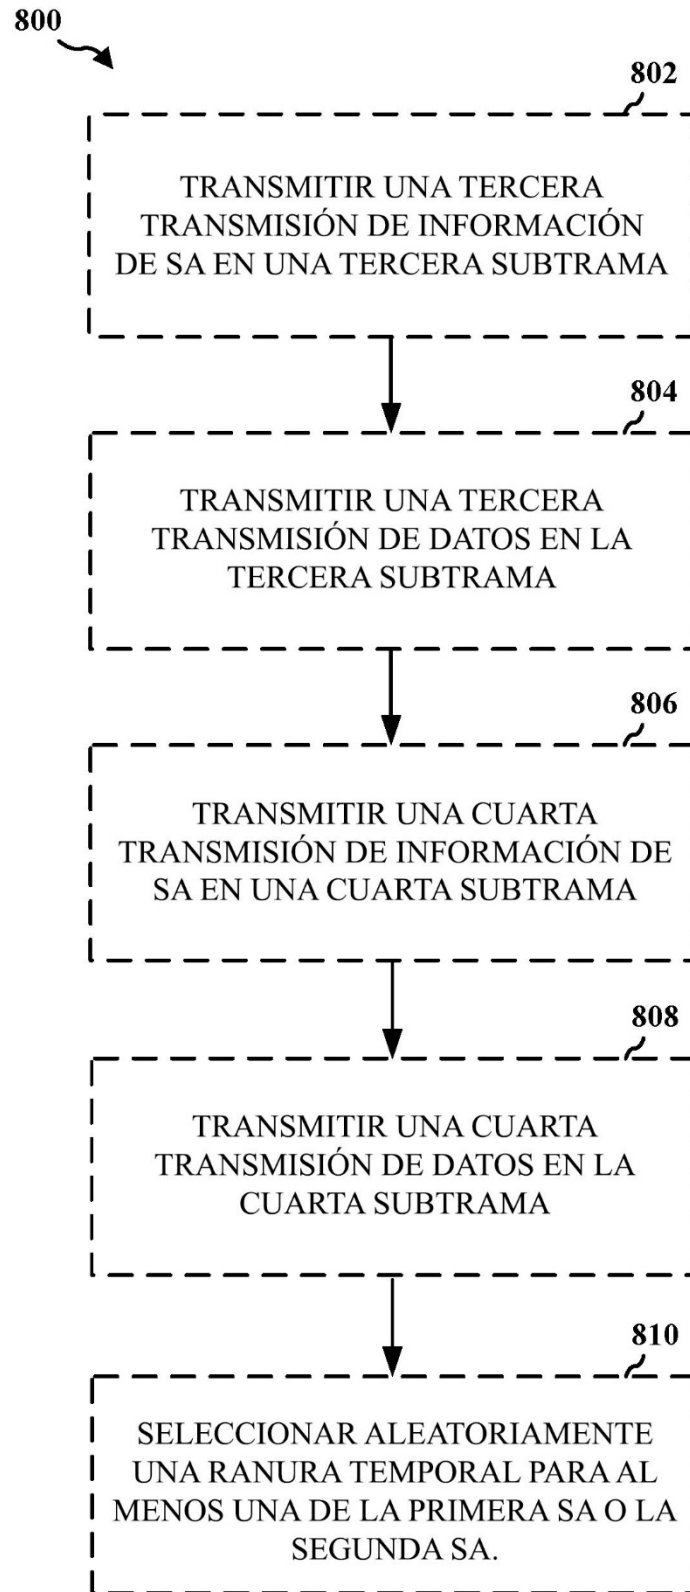 800
802
TRANSMITIR UNA TERCERA
TRANSMISIÓN DE INFORMACIÓN
DE SA EN UNA TERCERA SUBTRAMA
804
TRANSMITIR UNA TERCERA
TRANSMISIÓN DE DATOS EN LA
TERCERA SUBTRAMA
806
TRANSMITIR UNA CUARTA
TRANSMISIÓN DE INFORMACIÓN DE
SA EN UNA CUARTA SUBTRAMA
808
TRANSMITIR UNA CUARTA
TRANSMISIÓN DE DATOS EN LA
CUARTA SUBTRAMA
810
SELECCIONAR ALEATORIAMENTE
UNA RANURA TEMPORAL PARA AL
MENOS UNA DE LA PRIMERA SA O LA
SEGUNDA SA.